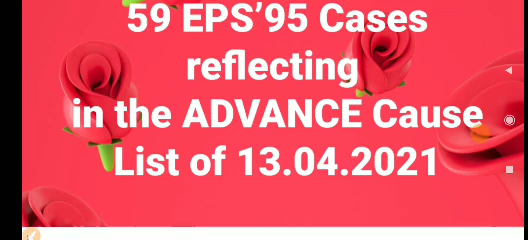 59 EPS’95 Cases
reflecting
in the ADVANCE Cause
List of 13.04.2021